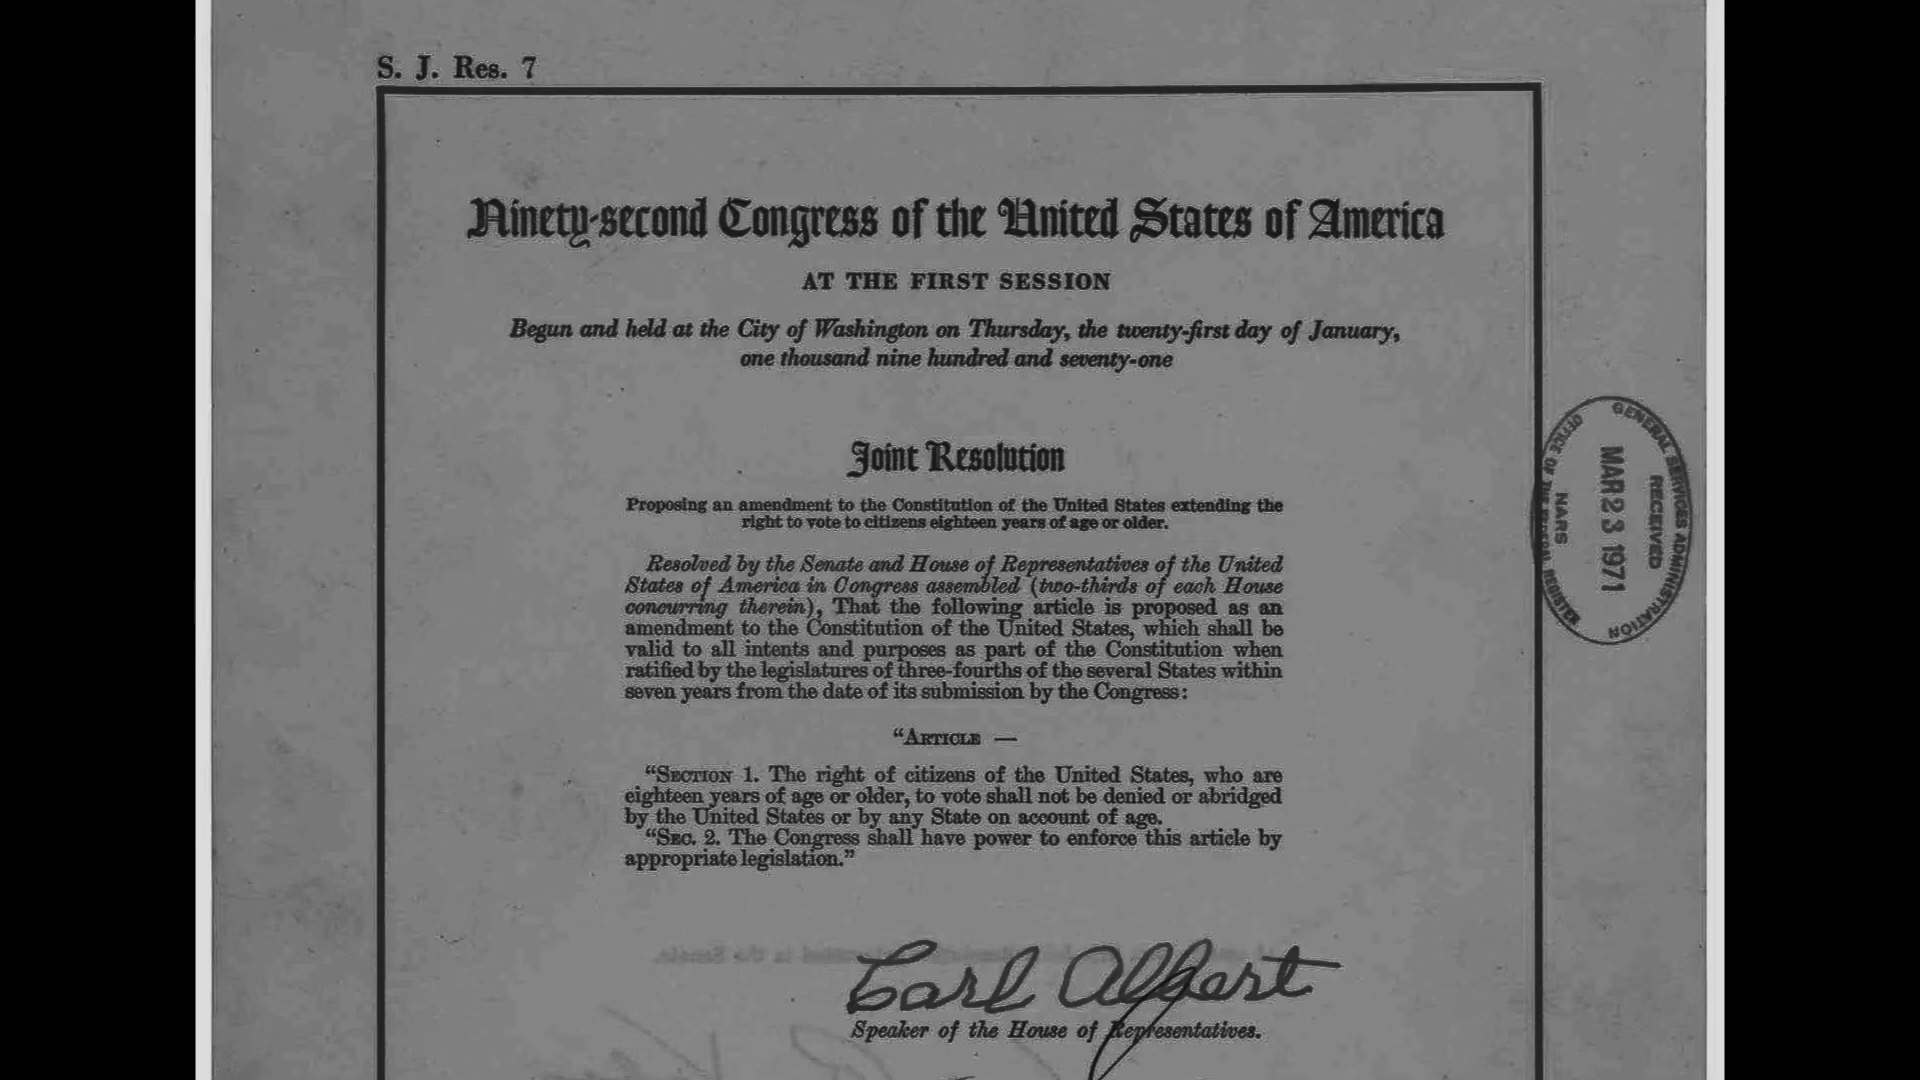 S. J. Res. 7
Ninety-second Congress of the United States of America
AT THE FIRST SESSION
Begun and held at the City of Washington on Thursday, the twenty-first day of January,
one thousand nine hundred and seventy-one
Joint Resolution
Proposing an amendment to the Constitution of the United States extending the
right to vote to citizens eighteen years of age or older.
Resolved by the Senate and House of Representatives of the United
States of America in Congress assembled (two-thirds of each House
concurring therein), That the following article is proposed as an
amendment to the Constitution of the United States, which shall be
valid to all intents and purposes as part of the Constitution when
ratified by the legislatures of three-fourths of the several States within
seven years from the date of its submission by the Congress:
"ARTICLE —
"SECTION 1. The right of citizens of the United States, who are
eighteen years of age or older, to vote shall not be denied or abridged
by the United States or by any State on account of age.
"SEC. 2. The Congress shall have power to enforce this article by
appropriate legislation."
Carl Albert
Speaker of the House of Representatives.
GENERAL SERVICES ADMINISTRATION
RECEIVED
MAR 23 1971
NARS
OFFICE OF THE FEDERAL REGISTER